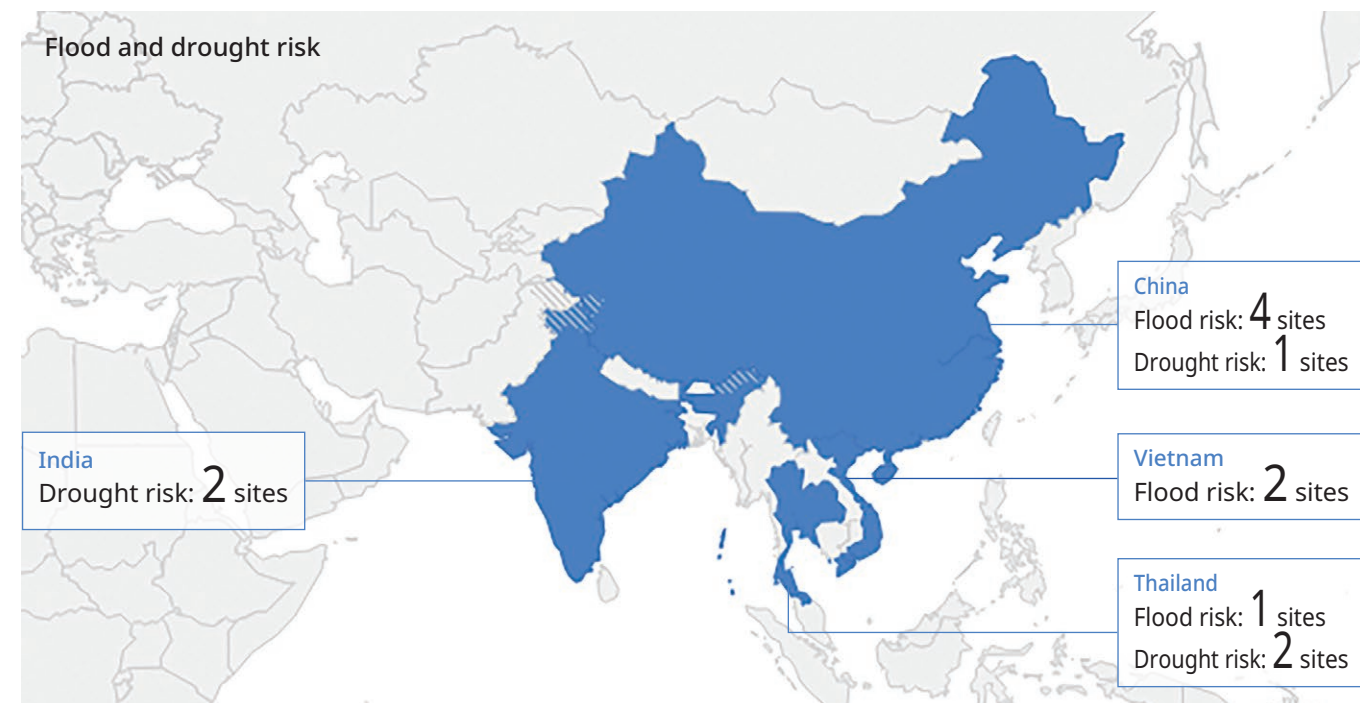 Flood and drought risk
China
Flood risk: 4 sites
Drought risk: 1 sites
India
Drought risk: 2 sites
Vietnam
Flood risk: 2 sites
Thailand
Flood risk: 1 sites
Drought risk: 2 sites